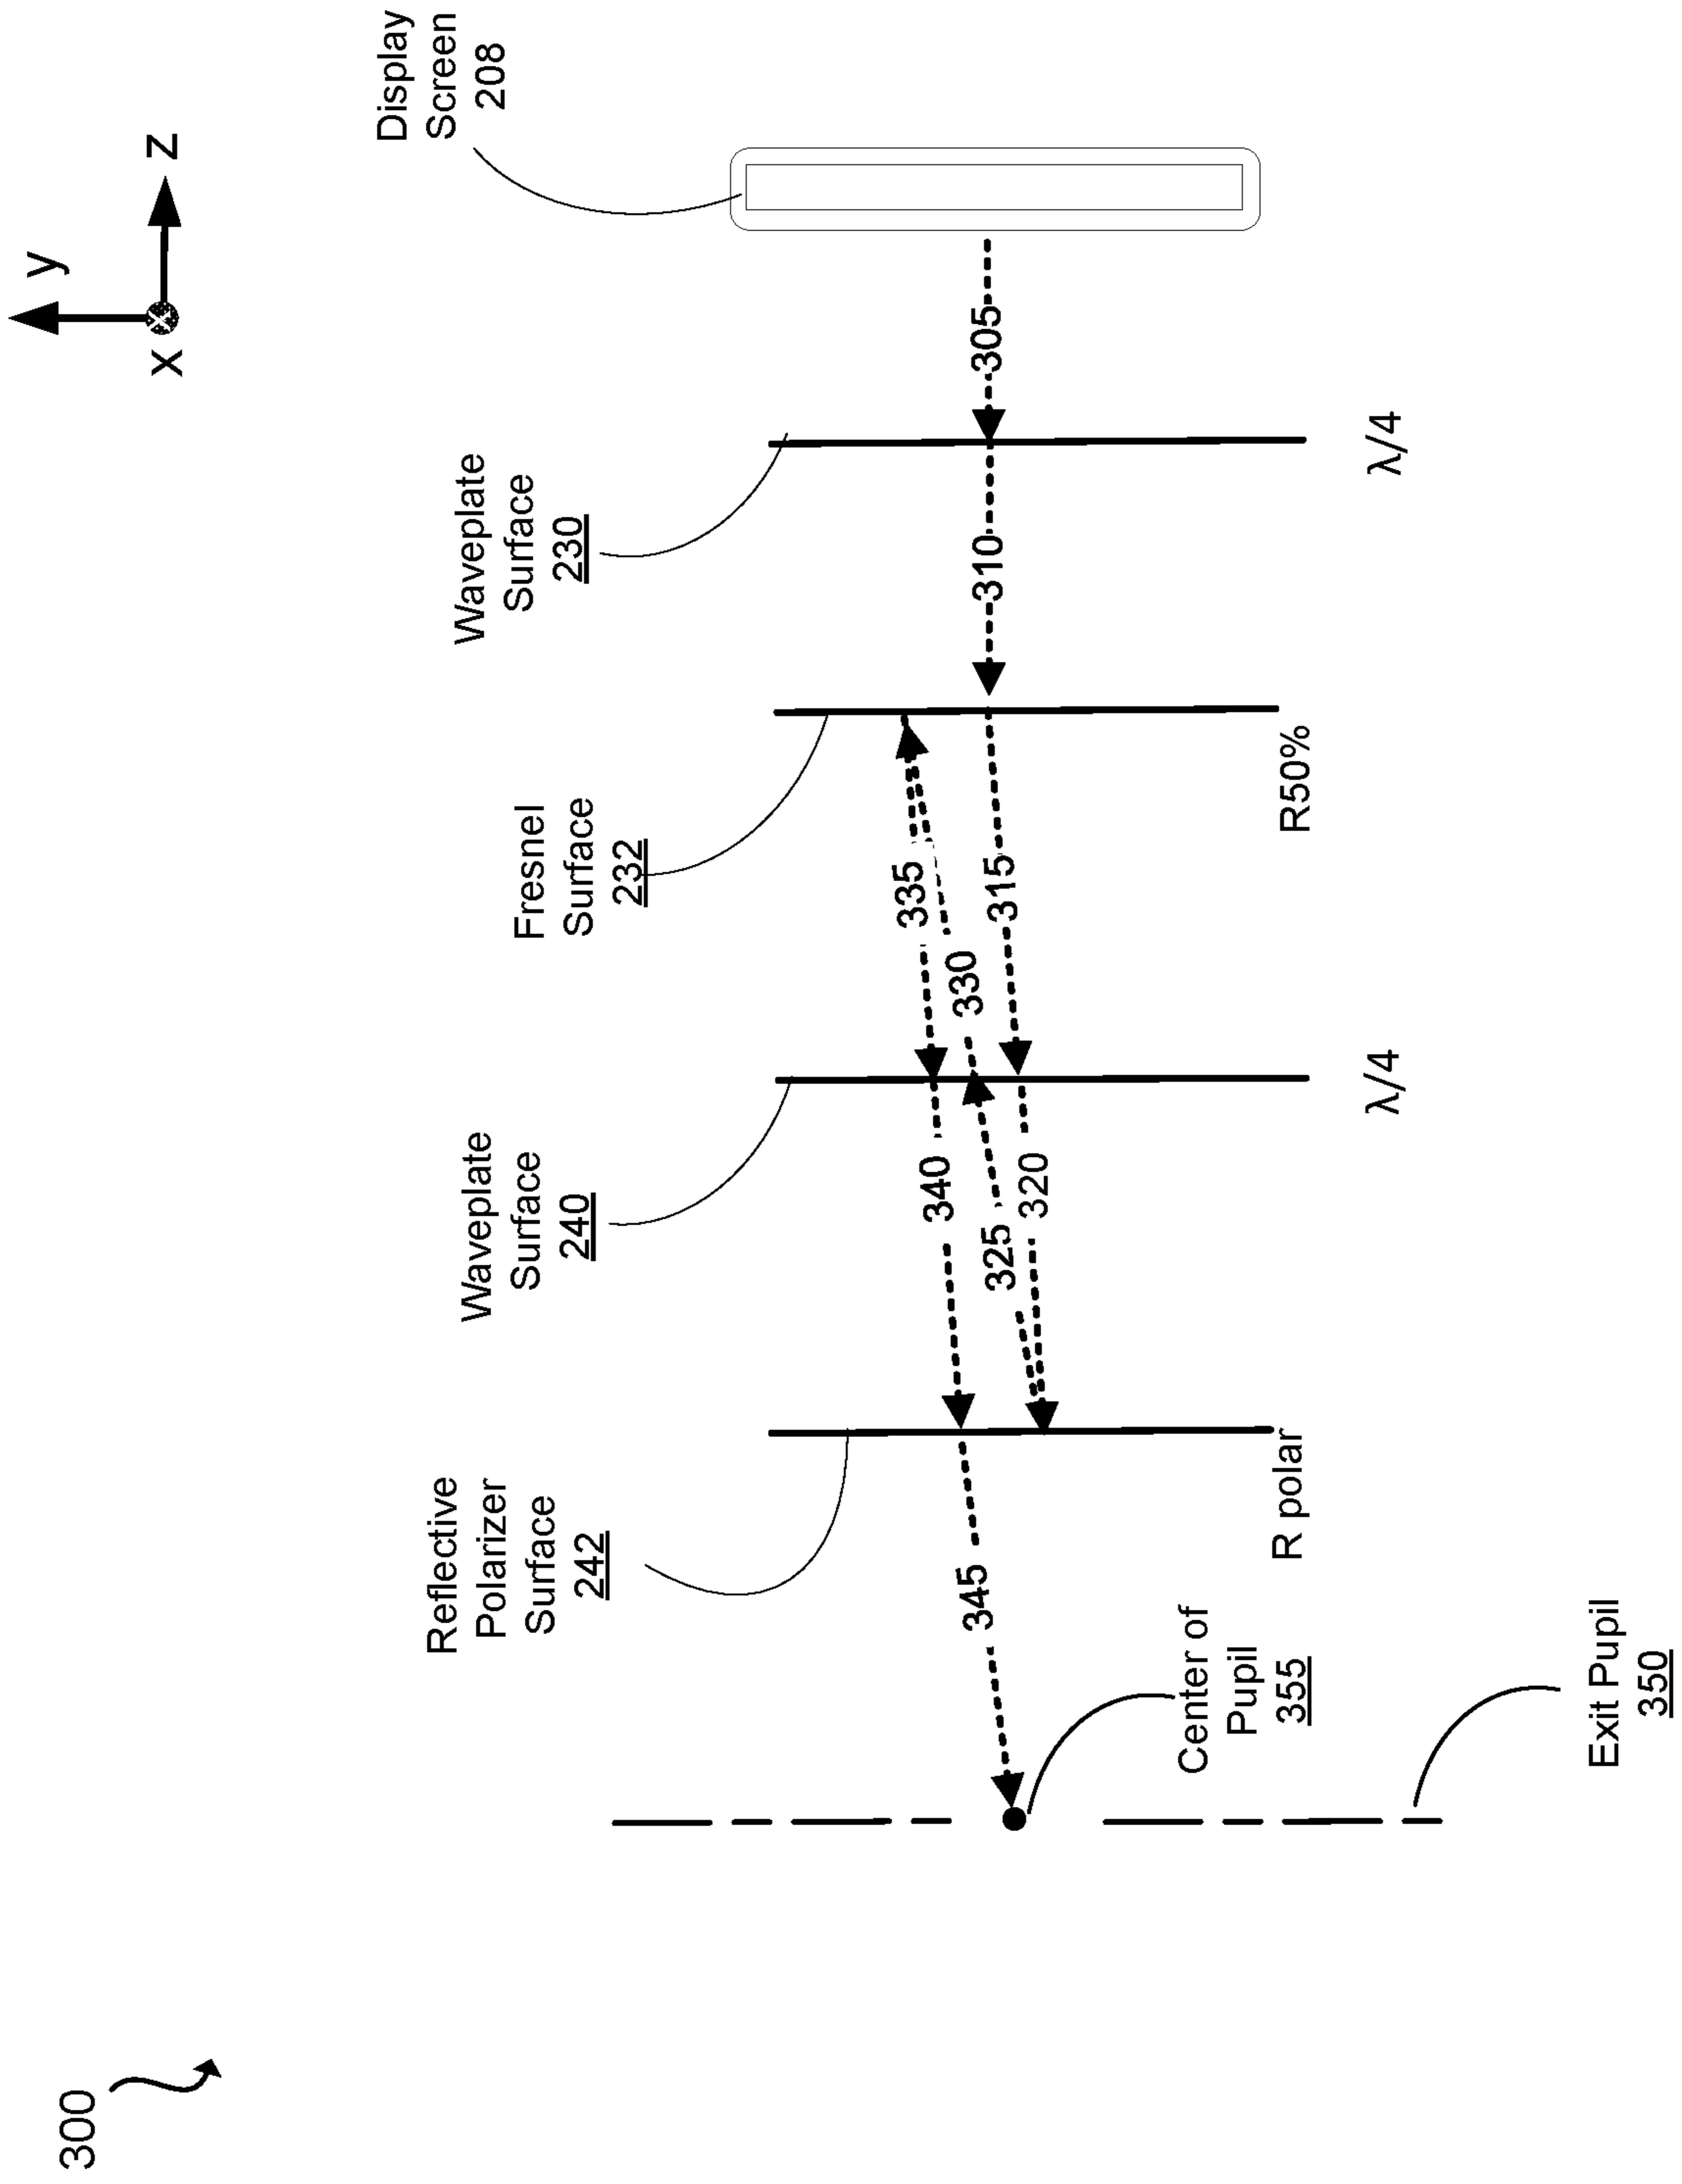 300
y
x
z
Display
Screen
208
Waveplate
Surface
230
Fresnel
Surface
232
Waveplate
Surface
240
Reflective
Polarizer
Surface
242
305
310
315
335
330
320
325
340
345
λ/4
R50%
λ/4
R polar
Center of
Pupil
355
Exit Pupil
350